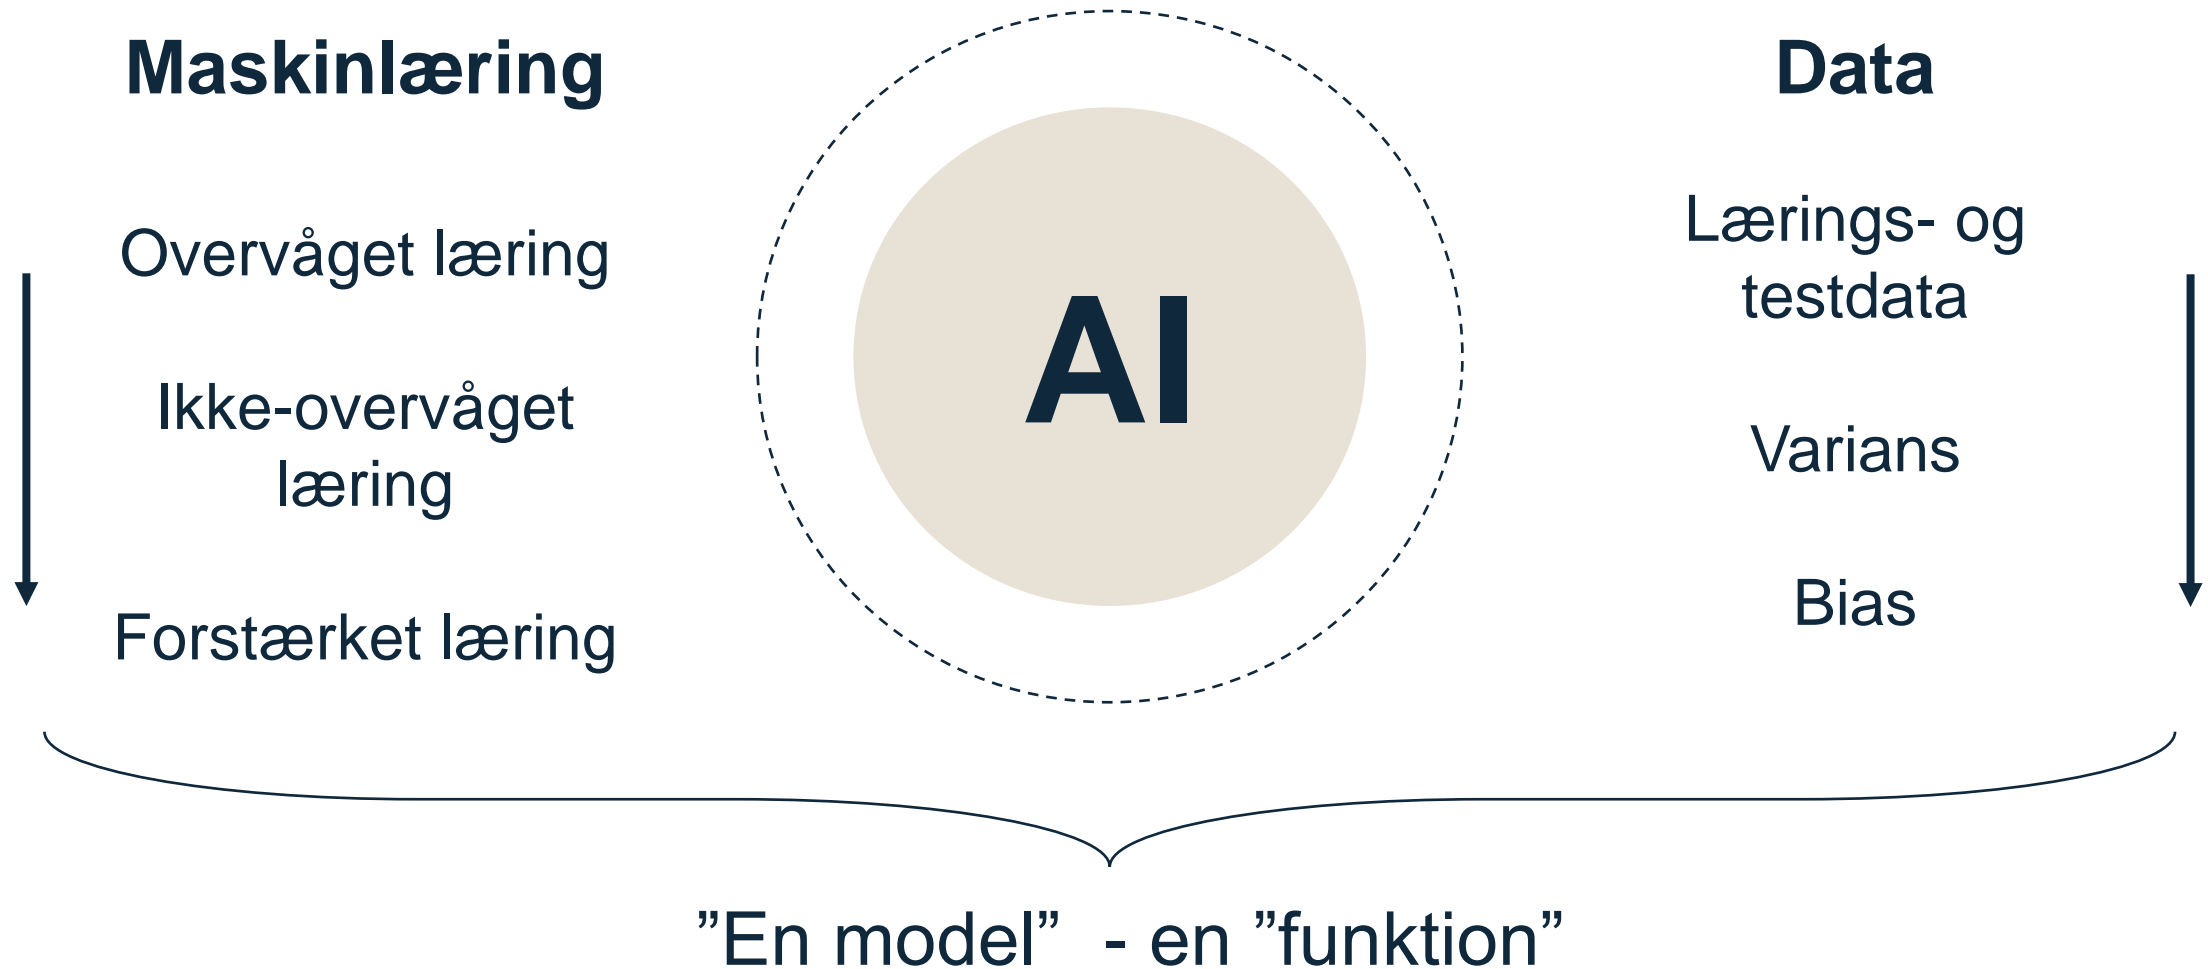 Maskinlæring
Overvåget læring
Ikke-overvåget
læring
Forstærket læring
AI
Data
Lærings- og
testdata
Varians
Bias
”En model”  - en ”funktion”